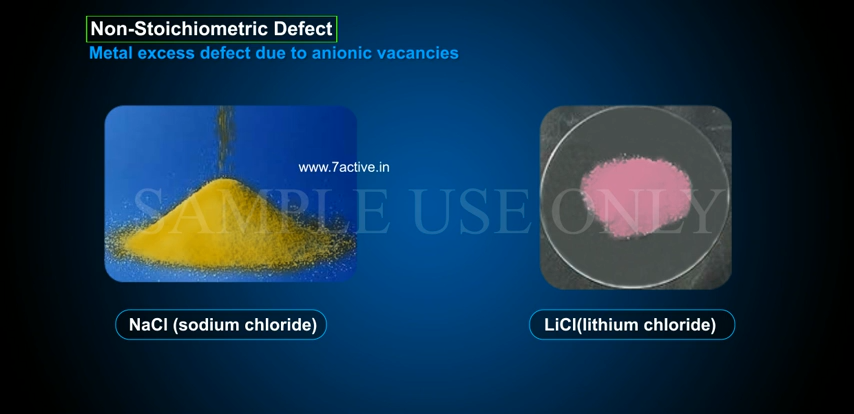 Non-Stoichiometric Defect
Metal excess defect due to anionic vacancies
www.7active.in
SAMPLE USE ONLY
NaCl (sodium chloride)
LiCl(lithium chloride)